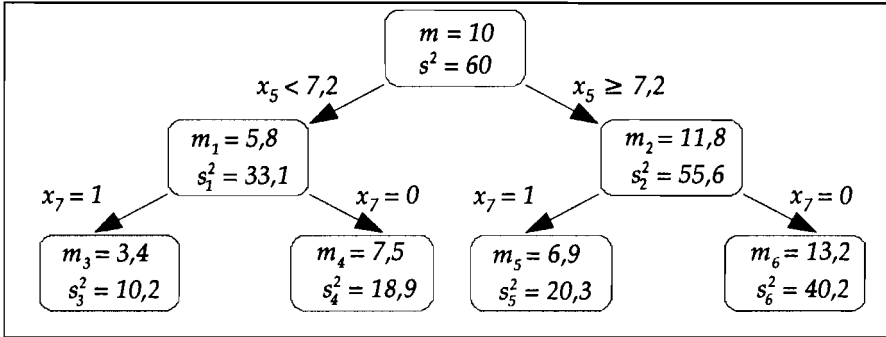 m = 10
s² = 60
x₅ < 7,2
x₅ ≥ 7,2
m₁ = 5,8
s₁² = 33,1
m₂ = 11,8
s₂² = 55,6
x₇ = 1
x₇ = 0
x₇ = 1
x₇ = 0
m₃ = 3,4
s₃² = 10,2
m₄ = 7,5
s₄² = 18,9
m₅ = 6,9
s₅² = 20,3
m₆ = 13,2
s₆² = 40,2